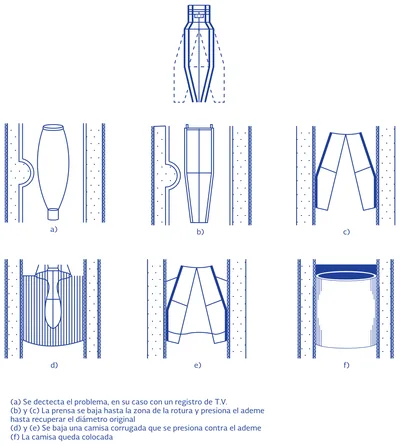 a)
b)
c)
d)
e)
f)
(a) Se dectecta el problema, en su caso con un registro de T.V.
(b) y (c) La prensa se baja hasta la zona de la rotura y presiona el ademe
hasta recuperar el diámetro original
(d) y (e) Se baja una camisa corrugada que se presiona contra el ademe
(f) La camisa queda colocada